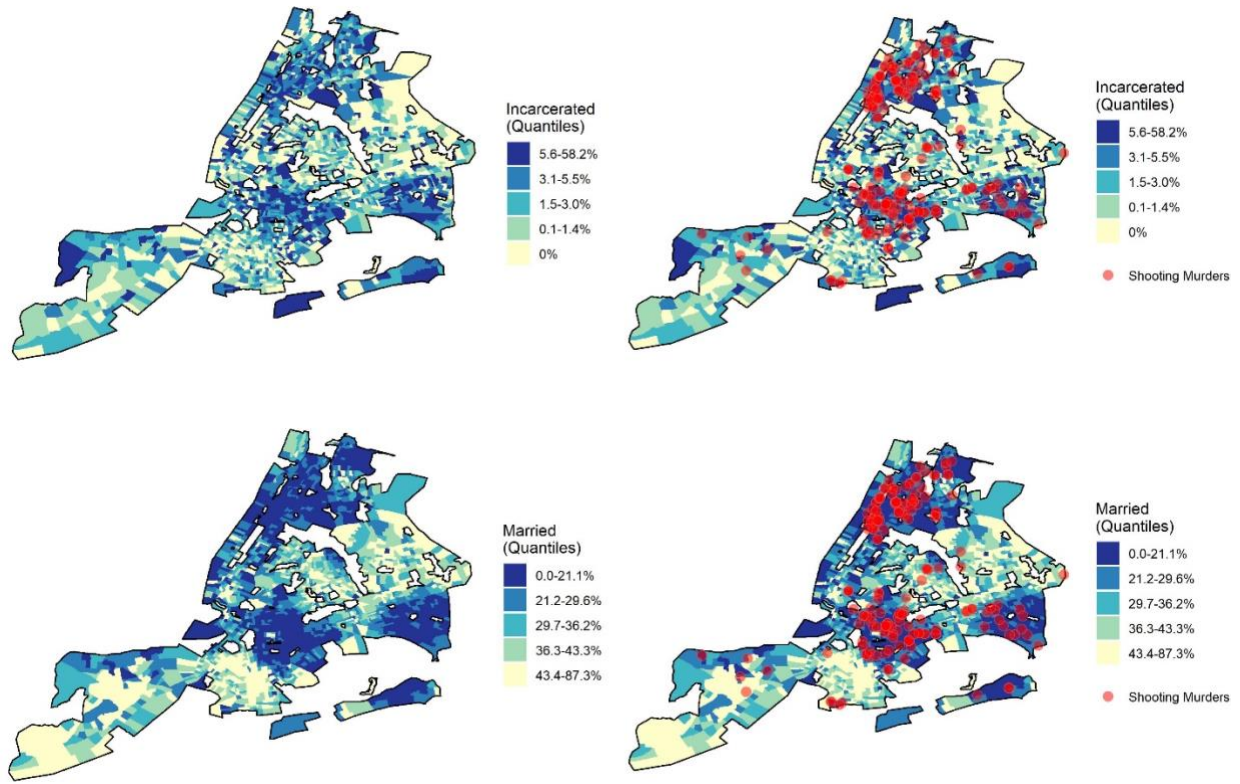 Incarcerated
(Quantiles)
5.6-58.2%
3.1-5.5%
1.5-3.0%
0.1-1.4%
0%
Incarcerated
(Quantiles)
5.6-58.2%
3.1-5.5%
1.5-3.0%
0.1-1.4%
0%
Shooting Murders
Married
(Quantiles)
0.0-21.1%
21.2-29.6%
29.7-36.2%
36.3-43.3%
43.4-87.3%
Married
(Quantiles)
0.0-21.1%
21.2-29.6%
29.7-36.2%
36.3-43.3%
43.4-87.3%
Shooting Murders